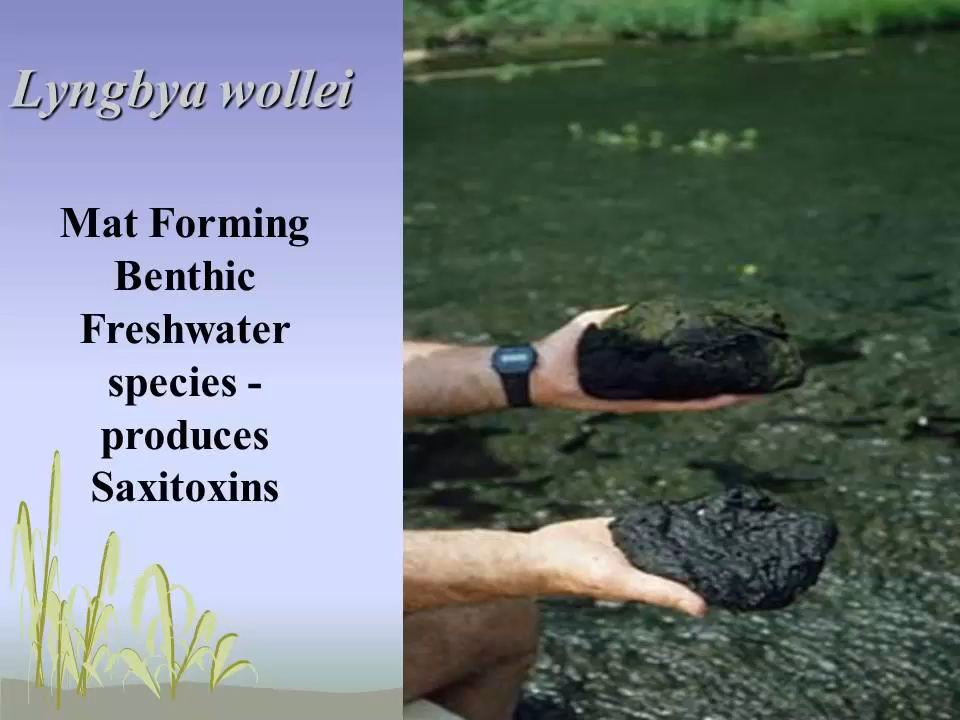 Lyngbya wollei
Mat Forming
Benthic
Freshwater
species -
produces
Saxitoxins